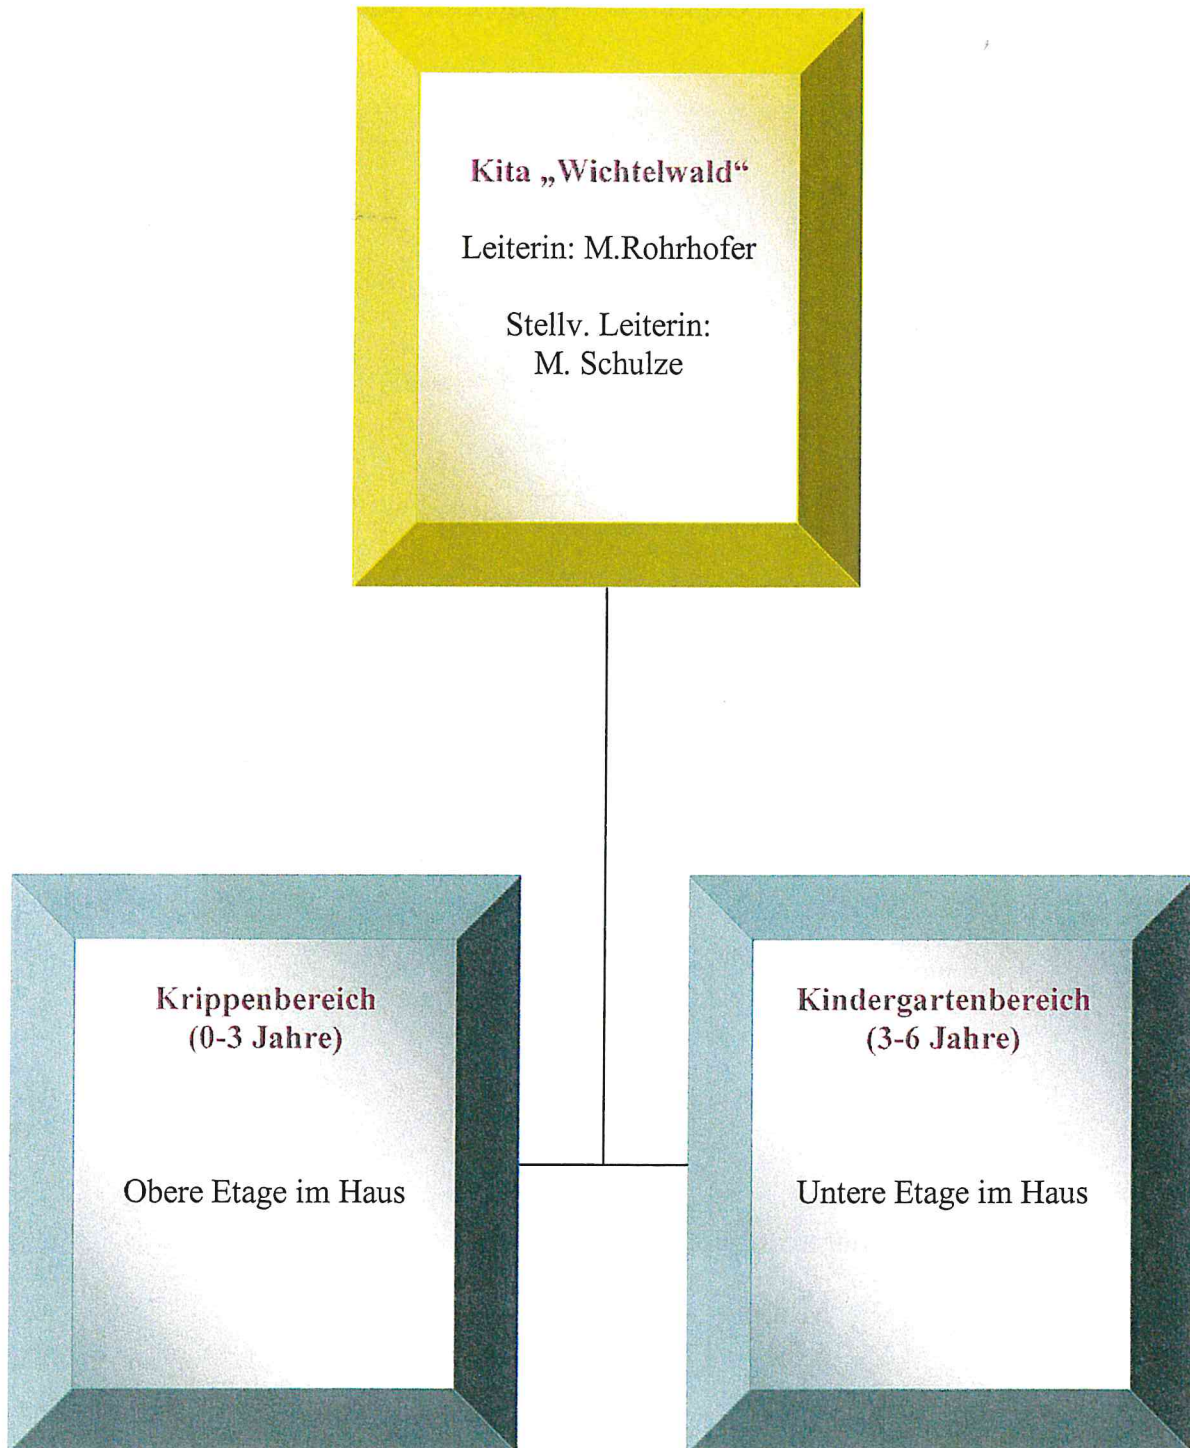 Kita „Wichtelwald“
Leiterin: M.Rohrhofer
Stellv. Leiterin:
M. Schulze
Krippenbereich
(0-3 Jahre)
Obere Etage im Haus
Kindergartenbereich
(3-6 Jahre)
Untere Etage im Haus